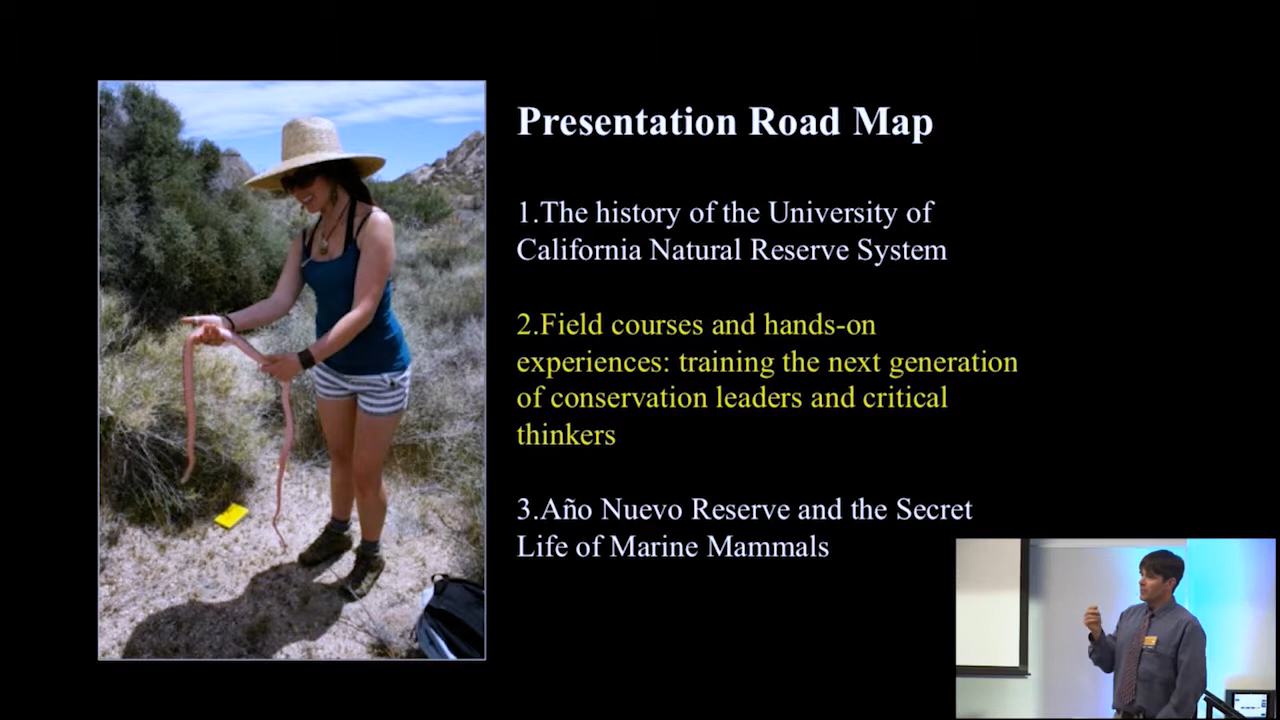 Presentation Road Map
1.The history of the University of
California Natural Reserve System
2.Field courses and hands-on
experiences: training the next generation
of conservation leaders and critical
thinkers
3.Año Nuevo Reserve and the Secret
Life of Marine Mammals